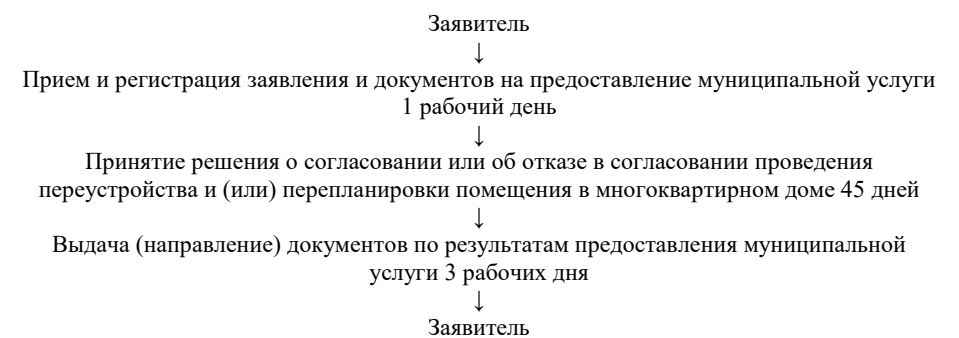 Заявитель
↓
Прием и регистрация заявления и документов на предоставление муниципальной услуги
1 рабочий день
↓
Принятие решения о согласовании или об отказе в согласовании проведения
переустройства и (или) перепланировки помещения в многоквартирном доме 45 дней
↓
Выдача (направление) документов по результатам предоставления муниципальной
услуги 3 рабочих дня
↓
Заявитель